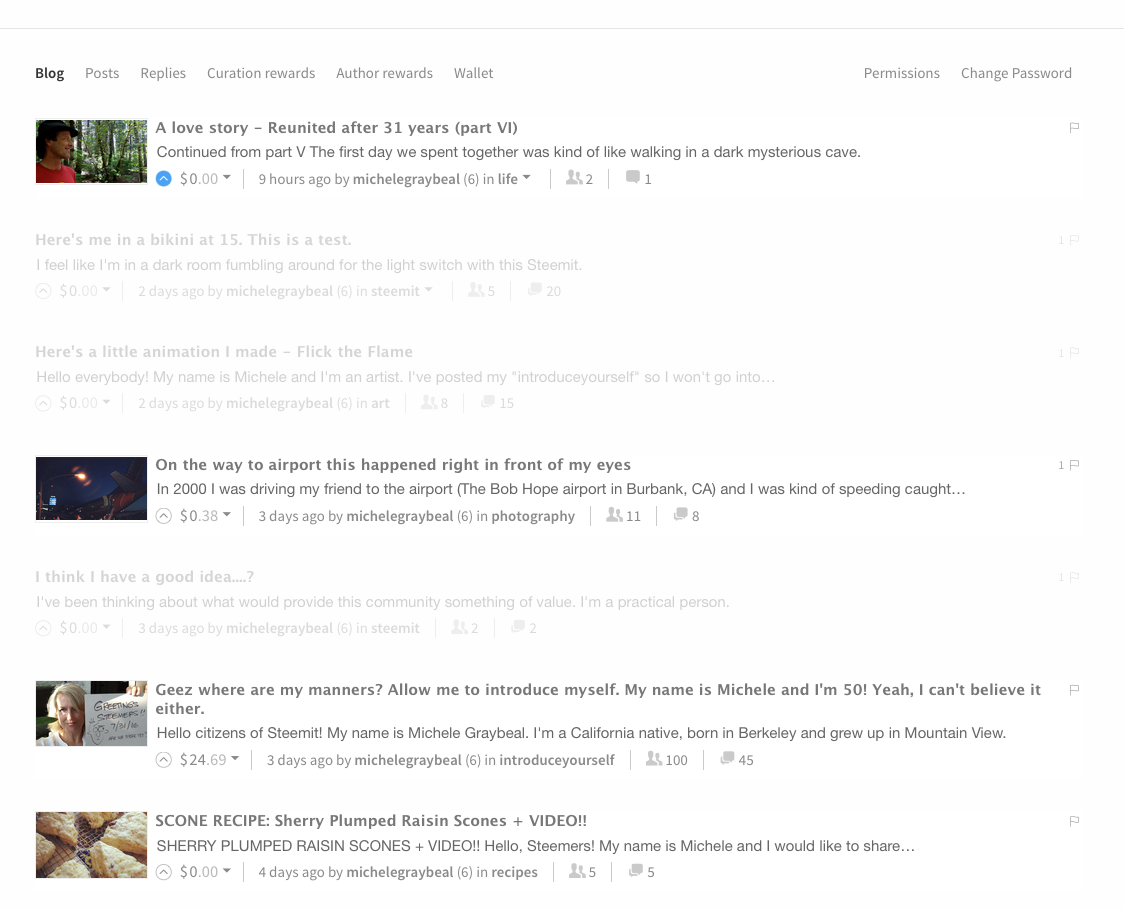 Blog Posts Replies Curation rewards Author rewards Wallet Permissions Change Password
A love story – Reunited after 31 years (part VI)
Continued from part V The first day we spent together was kind of like walking in a dark mysterious cave.
$0.00 9 hours ago by michelegraybeal (6) in life 2 1
Here's me in a bikini at 15. This is a test. 1
I feel like I'm in a dark room fumbling around for the light switch with this Steemit.
$0.00 2 days ago by michelegraybeal (6) in steemit 5 20
Here's a little animation I made – Flick the Flame 1
Hello everybody! My name is Michele and I'm an artist. I've posted my "introduceyourself" so I won't go into…
$0.00 2 days ago by michelegraybeal (6) in art 8 15
On the way to airport this happened right in front of my eyes 1
In 2000 I was driving my friend to the airport (The Bob Hope airport in Burbank, CA) and I was kind of speeding caught…
$0.38 3 days ago by michelegraybeal (6) in photography 11 8
I think I have a good idea....? 1
I've been thinking about what would provide this community something of value. I'm a practical person.
$0.00 3 days ago by michelegraybeal (6) in steemit 2 2
GREETINGS
STEEMERS!!
7/31/16
Geez where are my manners? Allow me to introduce myself. My name is Michele and I'm 50! Yeah, I can't believe it
either.
Hello citizens of Steemit! My name is Michele Graybeal. I'm a California native, born in Berkeley and grew up in Mountain View.
$24.69 3 days ago by michelegraybeal (6) in introduceyourself 100 45
SCONE RECIPE: Sherry Plumped Raisin Scones + VIDEO!!
SHERRY PLUMPED RAISIN SCONES + VIDEO!! Hello, Steemers! My name is Michele and I would like to share…
$0.00 4 days ago by michelegraybeal (6) in recipes 5 5